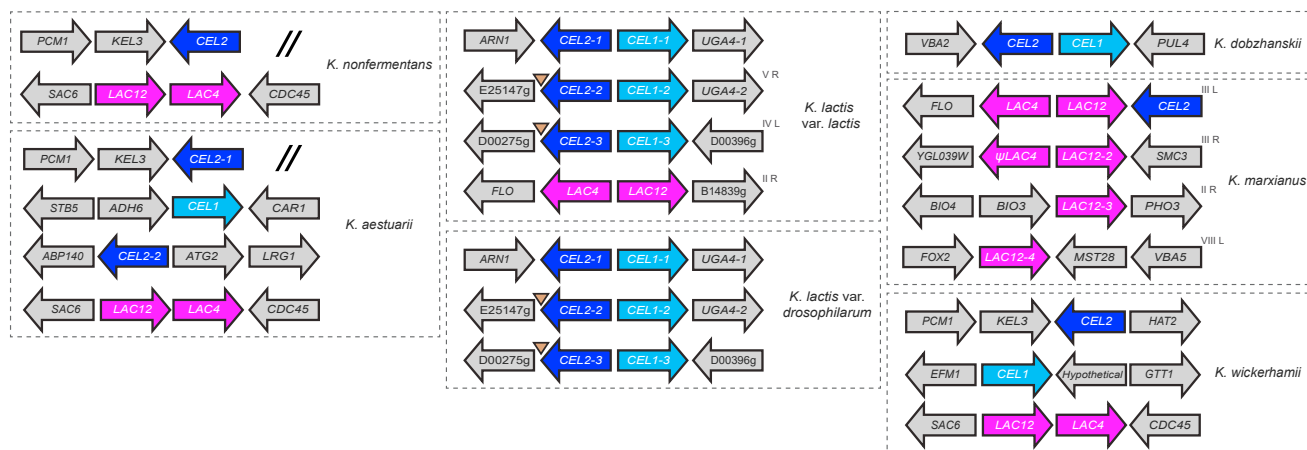 PCM1 KEL3 CEL2 //
K. nonfermentans
SAC6 LAC12 LAC4 CDC45
PCM1 KEL3 CEL2-1 //
STB5 ADH6 CEL1 CAR1
K. aestuarii
ABP140 CEL2-2 ATG2 LRG1
SAC6 LAC12 LAC4 CDC45
ARN1 CEL2-1 CEL1-1 UGA4-1
V R
E25147g CEL2-2 CEL1-2 UGA4-2
K. lactis
var. lactis
IV L
D00275g CEL2-3 CEL1-3 D00396g
II R
FLO LAC4 LAC12 B14839g
ARN1 CEL2-1 CEL1-1 UGA4-1
E25147g CEL2-2 CEL1-2 UGA4-2
K. lactis var.
drosophilarum
D00275g CEL2-3 CEL1-3 D00396g
VBA2 CEL2 CEL1 PUL4
K. dobzhanskii
III L
FLO LAC4 LAC12 CEL2
III R
YGL039W ψLAC4 LAC12-2 SMC3
K. marxianus
II R
BIO4 BIO3 LAC12-3 PHO3
VIII L
FOX2 LAC12-4 MST28 VBA5
PCM1 KEL3 CEL2 HAT2
EFM1 CEL1 Hypothetical GTT1
K. wickerhamii
SAC6 LAC12 LAC4 CDC45